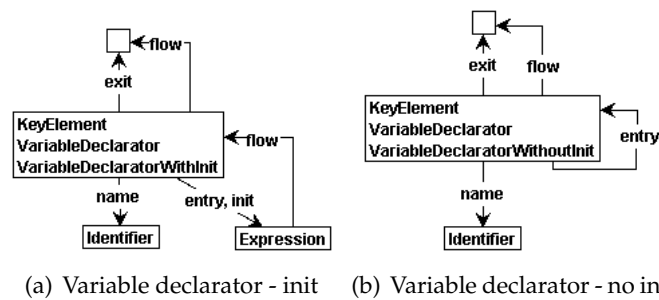 flow
exit
KeyElement
VariableDeclarator
VariableDeclaratorWithInit
flow
name
entry, init
Identifier
Expression
(a) Variable declarator - init
flow
exit
KeyElement
VariableDeclarator
VariableDeclaratorWithoutInit
entry
name
Identifier
(b) Variable declarator - no in